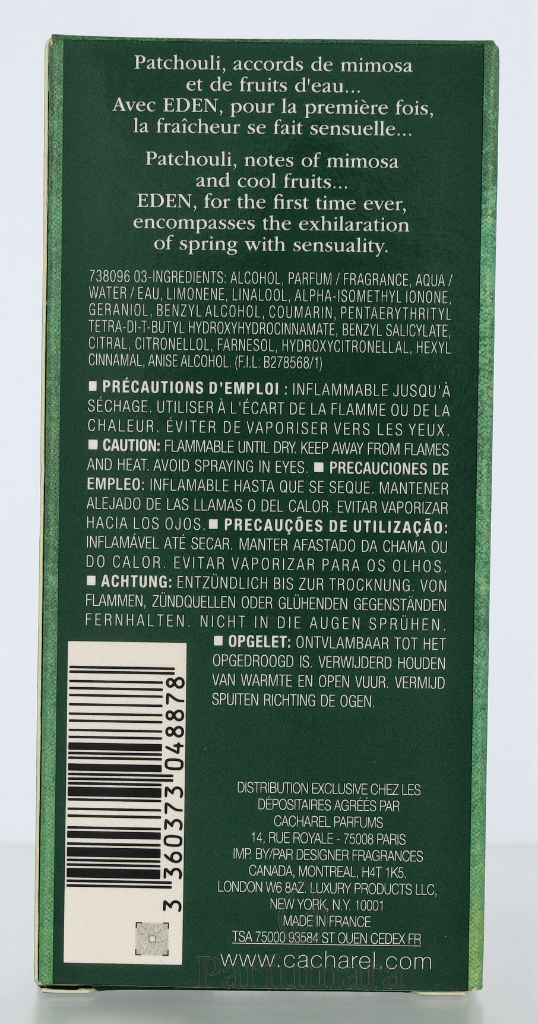 Patchouli, accords de mimosa
et de fruits d'eau...
Avec EDEN, pour la première fois,
la fraîcheur se fait sensuelle...
Patchouli, notes of mimosa
and cool fruits...
EDEN, for the first time ever,
encompasses the exhilaration
of spring with sensuality.
738096 03-INGREDIENTS: ALCOHOL, PARFUM / FRAGRANCE, AQUA /
WATER / EAU, LIMONENE, LINALOOL, ALPHA-ISOMETHYL IONONE,
GERANIOL, BENZYL ALCOHOL, COUMARIN, PENTAERYTHRITYL
TETRA-DI-T-BUTYL HYDROXYHYDROCINNAMATE, BENZYL SALICYLATE,
CITRAL, CITRONELLOL, FARNESOL, HYDROXYCITRONELLAL, HEXYL
CINNAMAL, ANISE ALCOHOL. (F.I.L: B278568/1)
■ PRÉCAUTIONS D'EMPLOI : INFLAMMABLE JUSQU'À
SÉCHAGE. UTILISER À L'ÉCART DE LA FLAMME OU DE LA
CHALEUR. ÉVITER DE VAPORISER VERS LES YEUX.
■ CAUTION: FLAMMABLE UNTIL DRY. KEEP AWAY FROM FLAMES
AND HEAT. AVOID SPRAYING IN EYES. ■ PRECAUCIONES DE
EMPLEO: INFLAMABLE HASTA QUE SE SEQUE. MANTENER
ALEJADO DE LAS LLAMAS O DEL CALOR. EVITAR VAPORIZAR
HACIA LOS OJOS. ■ PRECAUÇÕES DE UTILIZAÇÃO:
INFLAMÁVEL ATÉ SECAR. MANTER AFASTADO DA CHAMA OU
DO CALOR. EVITAR VAPORIZAR PARA OS OLHOS.
■ ACHTUNG: ENTZÜNDLICH BIS ZUR TROCKNUNG. VON
FLAMMEN, ZÜNDQUELLEN ODER GLÜHENDEN GEGENSTÄNDEN
FERNHALTEN. NICHT IN DIE AUGEN SPRÜHEN.
■ OPGELET: ONTVLAMBAAR TOT HET
OPGEDROOGD IS. VERWIJDERD HOUDEN
VAN WARMTE EN OPEN VUUR. VERMIJD
SPUITEN RICHTING DE OGEN.
3 360373 048878
DISTRIBUTION EXCLUSIVE CHEZ LES
DÉPOSITAIRES AGRÉÉS PAR
CACHAREL PARFUMS
14, RUE ROYALE - 75008 PARIS
IMP. BY/PAR DESIGNER FRAGRANCES
CANADA, MONTREAL, H4T 1K5.
LONDON W6 8AZ. LUXURY PRODUCTS LLC,
NEW YORK, N.Y. 10001
MADE IN FRANCE
TSA 75000 93584 ST OUEN CEDEX FR
www.cacharel.com
Parfumara